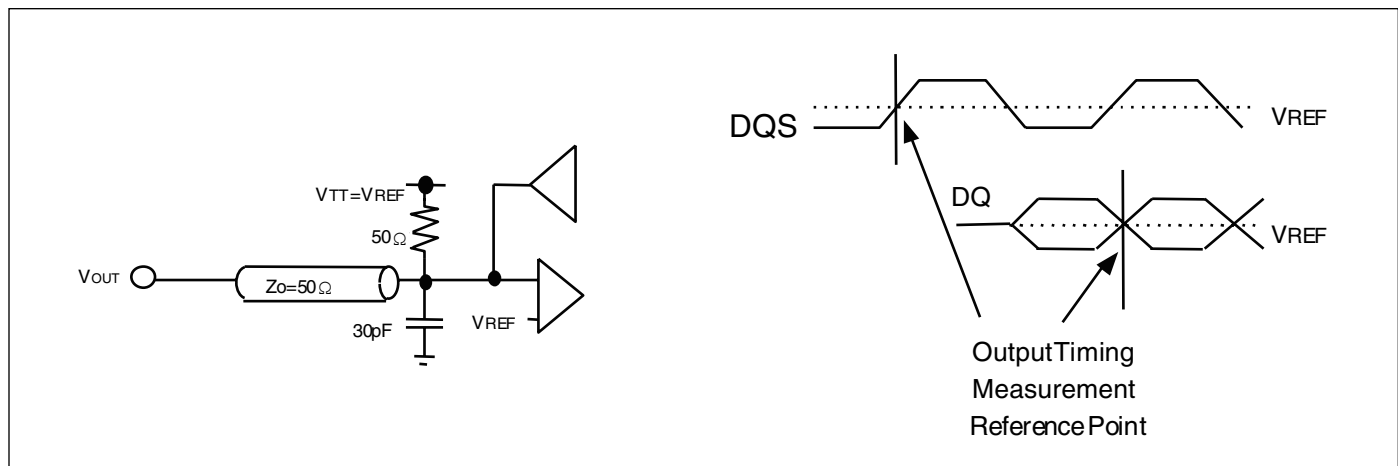 VTT=VREF
50Ω
VOUT
Zo=50Ω
30pF
VREF
DQS
VREF
DQ
VREF
OutputTiming
Measurement
ReferencePoint